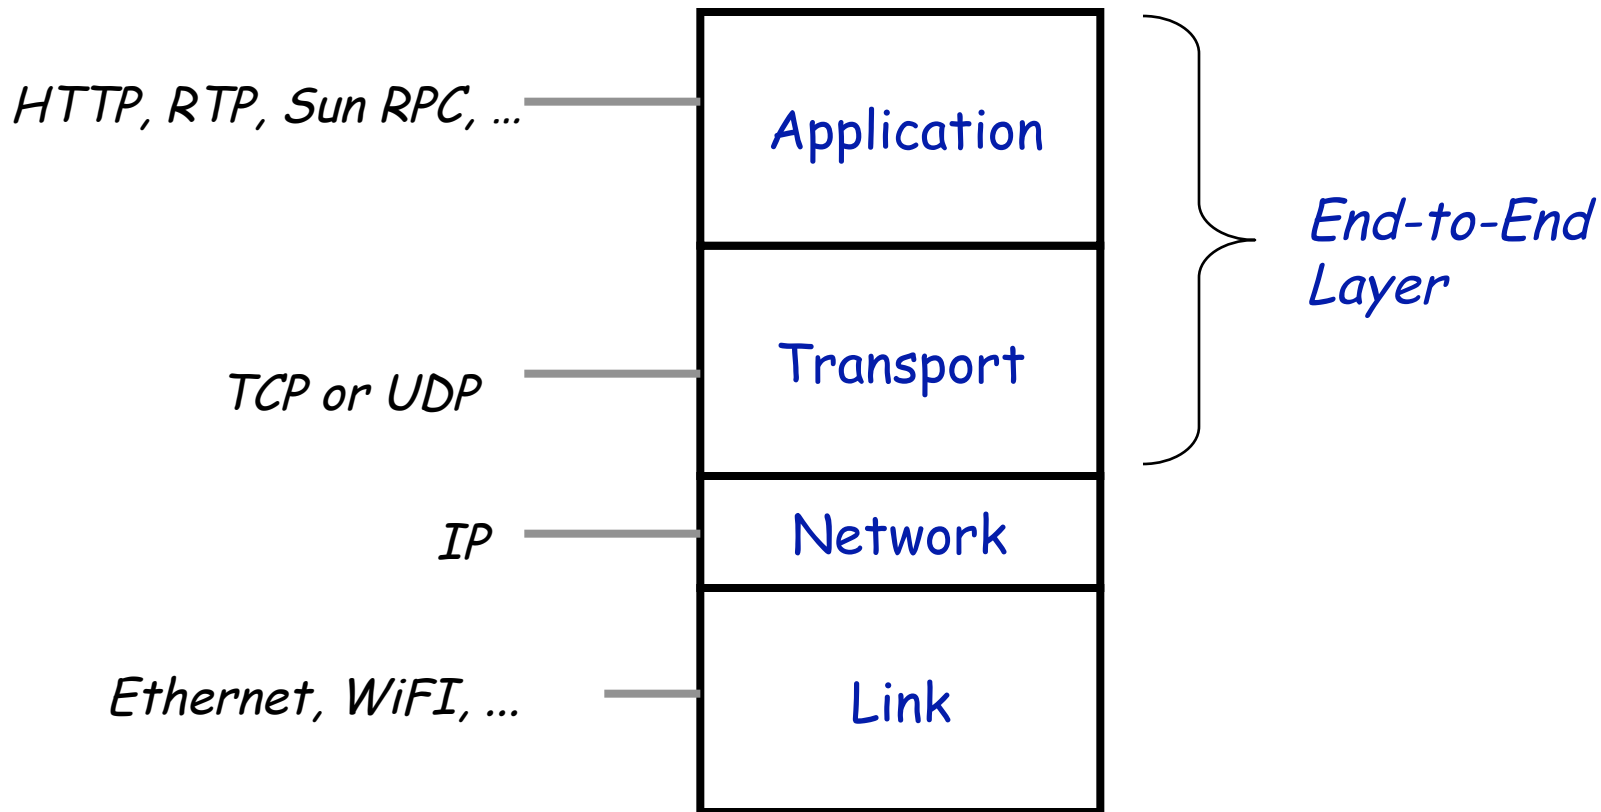 HTTP, RTP, Sun RPC, ...
Application
End-to-End
Layer
Transport
TCP or UDP
IP
Network
Ethernet, WiFI, ...
Link